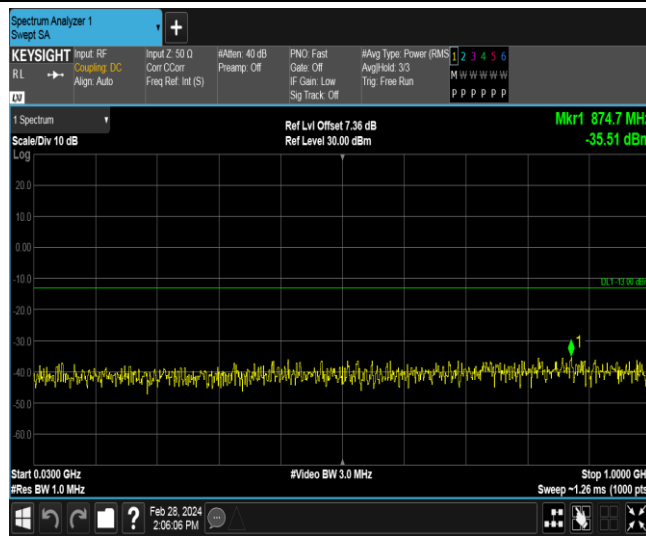 Spectrum Analyzer 1
Swept SA
+
KEYSIGHT
RL
Input: RF
Coupling: DC
Align: Auto
Input Z: 50 Ω
Corr CCorr
Freq Ref: Int (S)
#Atten: 40 dB
Preamp: Off
PNO: Fast
Gate: Off
IF Gain: Low
Sig Track: Off
#Avg Type: Power (RMS
Avg|Hold: 3/3
Trig: Free Run
1 2 3 4 5 6
M W W W W W
P P P P P P
LXI
1 Spectrum
Scale/Div 10 dB
Log
Ref Lvl Offset 7.36 dB
Ref Level 30.00 dBm
Mkr1 874.7 MHz
-35.51 dBm
20.0
10.0
0.00
-10.0
DL1 -13.00 dBm
-20.0
-30.0
1
-40.0
-50.0
-60.0
Start 0.0300 GHz
#Res BW 1.0 MHz
#Video BW 3.0 MHz
Stop 1.0000 GH
Sweep ~1.26 ms (1000 pts
?
Feb 28, 2024
2:06:06 PM